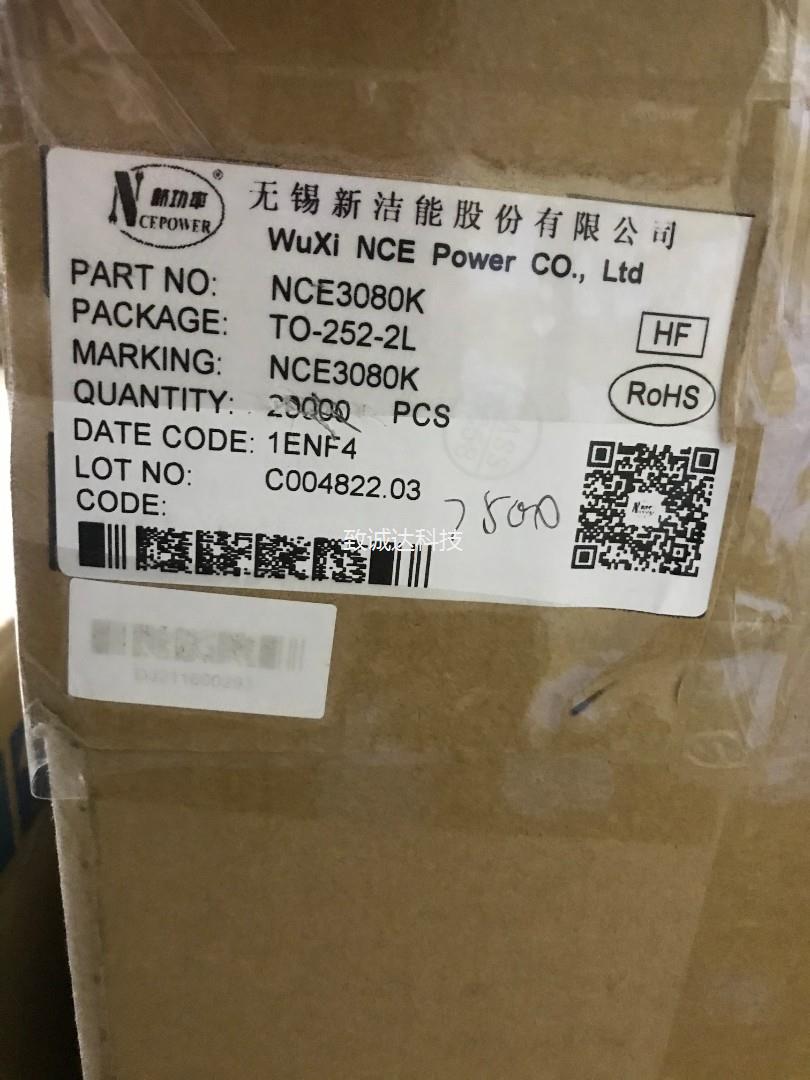 新功率
NCEPOWER
®
无锡新洁能股份有限公司
WuXi NCE Power CO., Ltd
PART NO: NCE3080K
PACKAGE: TO-252-2L
MARKING: NCE3080K
QUANTITY: 20000 PCS
DATE CODE: 1ENF4
LOT NO: C004822.03
CODE:
HF
RoHS
7500
致诚达科技